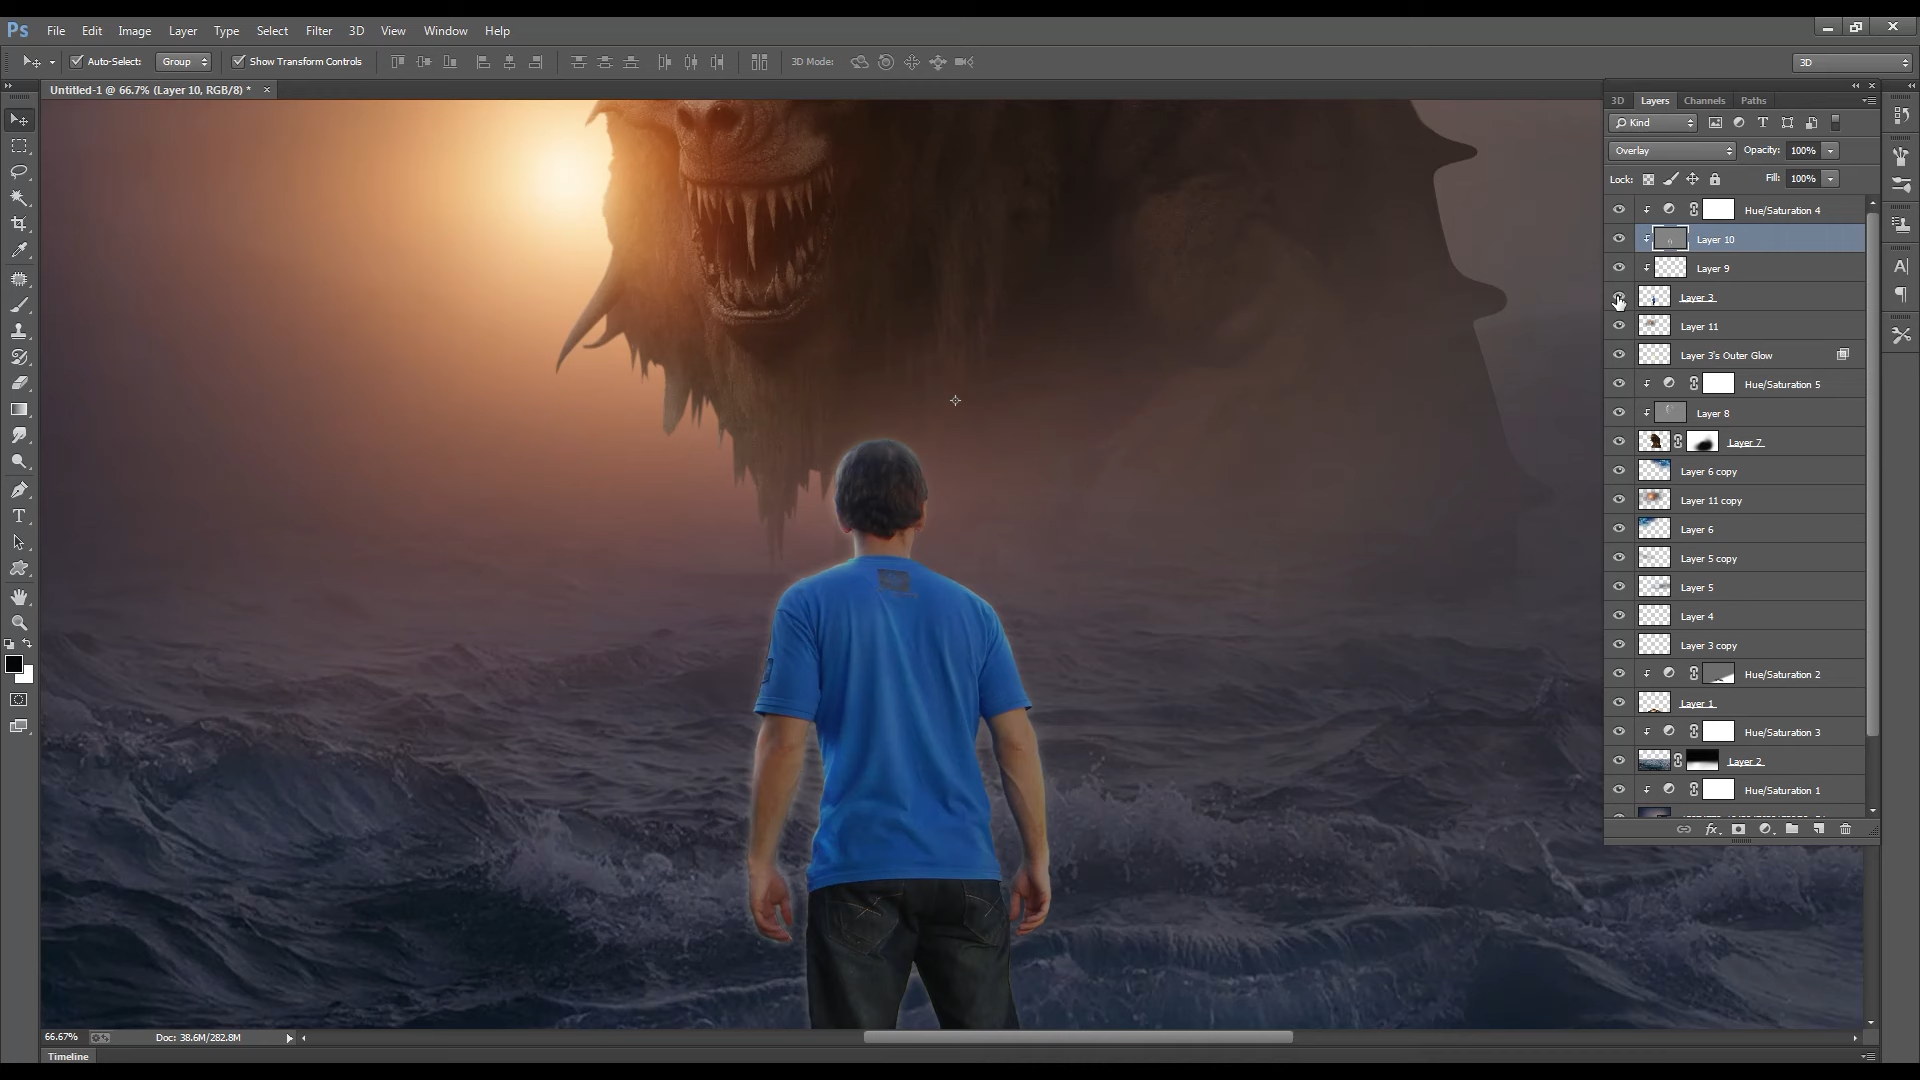 Ps File Edit Image Layer Type Select Filter 3D View Window Help
Auto-Select: Group Show Transform Controls 3D Mode: 3D
Untitled-1 @ 66.7% (Layer 10, RGB/8) * ×
3D Layers Channels Paths
Kind
Overlay Opacity: 100%
Lock: Fill: 100%
Hue/Saturation 4
Layer 10
Layer 9
Layer 3
Layer 11
Layer 3's Outer Glow
Hue/Saturation 5
Layer 8
Layer 7
Layer 6 copy
Layer 11 copy
Layer 6
Layer 5 copy
Layer 5
Layer 4
Layer 3 copy
Hue/Saturation 2
Layer 1
Hue/Saturation 3
Layer 2
Hue/Saturation 1
66.67% Doc: 38.6M/282.8M
Timeline